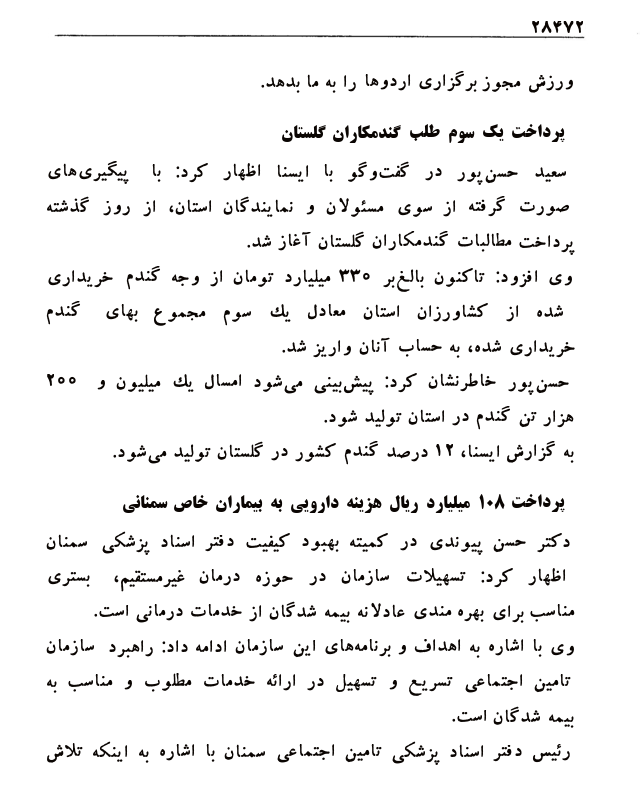 ۲۸۴۷۲
ورزش مجوز برگزاری اردوها را به ما بدهد.
پرداخت یک سوم طلب گندمکاران گلستان
سعید حسن‌پور در گفت‌وگو با ایسنا اظهار کرد: با پیگیری‌های
صورت گرفته از سوی مسئولان و نمایندگان استان، از روز گذشته
پرداخت مطالبات گندمکاران گلستان آغاز شد.
وی افزود: تاکنون بالغ‌بر ۳۳۰ میلیارد تومان از وجه گندم خریداری
شده از کشاورزان استان معادل یك سوم مجموع بهای گندم
خریداری شده، به حساب آنان واریز شد.
حسن‌پور خاطرنشان کرد: پیش‌بینی می‌شود امسال یك میلیون و ۲۰۰
هزار تن گندم در استان تولید شود.
به گزارش ایسنا، ۱۲ درصد گندم کشور در گلستان تولید می‌شود.
پرداخت ۱۰۸ میلیارد ریال هزینه دارویی به بیماران خاص سمنانی
دکتر حسن پیوندی در کمیته بهبود کیفیت دفتر اسناد پزشکی سمنان
اظهار کرد: تسهیلات سازمان در حوزه درمان غیرمستقیم، بستری
مناسب برای بهره مندی عادلانه بیمه شدگان از خدمات درمانی است.
وی با اشاره به اهداف و برنامه‌های این سازمان ادامه داد: راهبرد سازمان
تامین اجتماعی تسریع و تسهیل در ارائه خدمات مطلوب و مناسب به
بیمه شدگان است.
رئیس دفتر اسناد پزشکی تامین اجتماعی سمنان با اشاره به اینکه تلاش